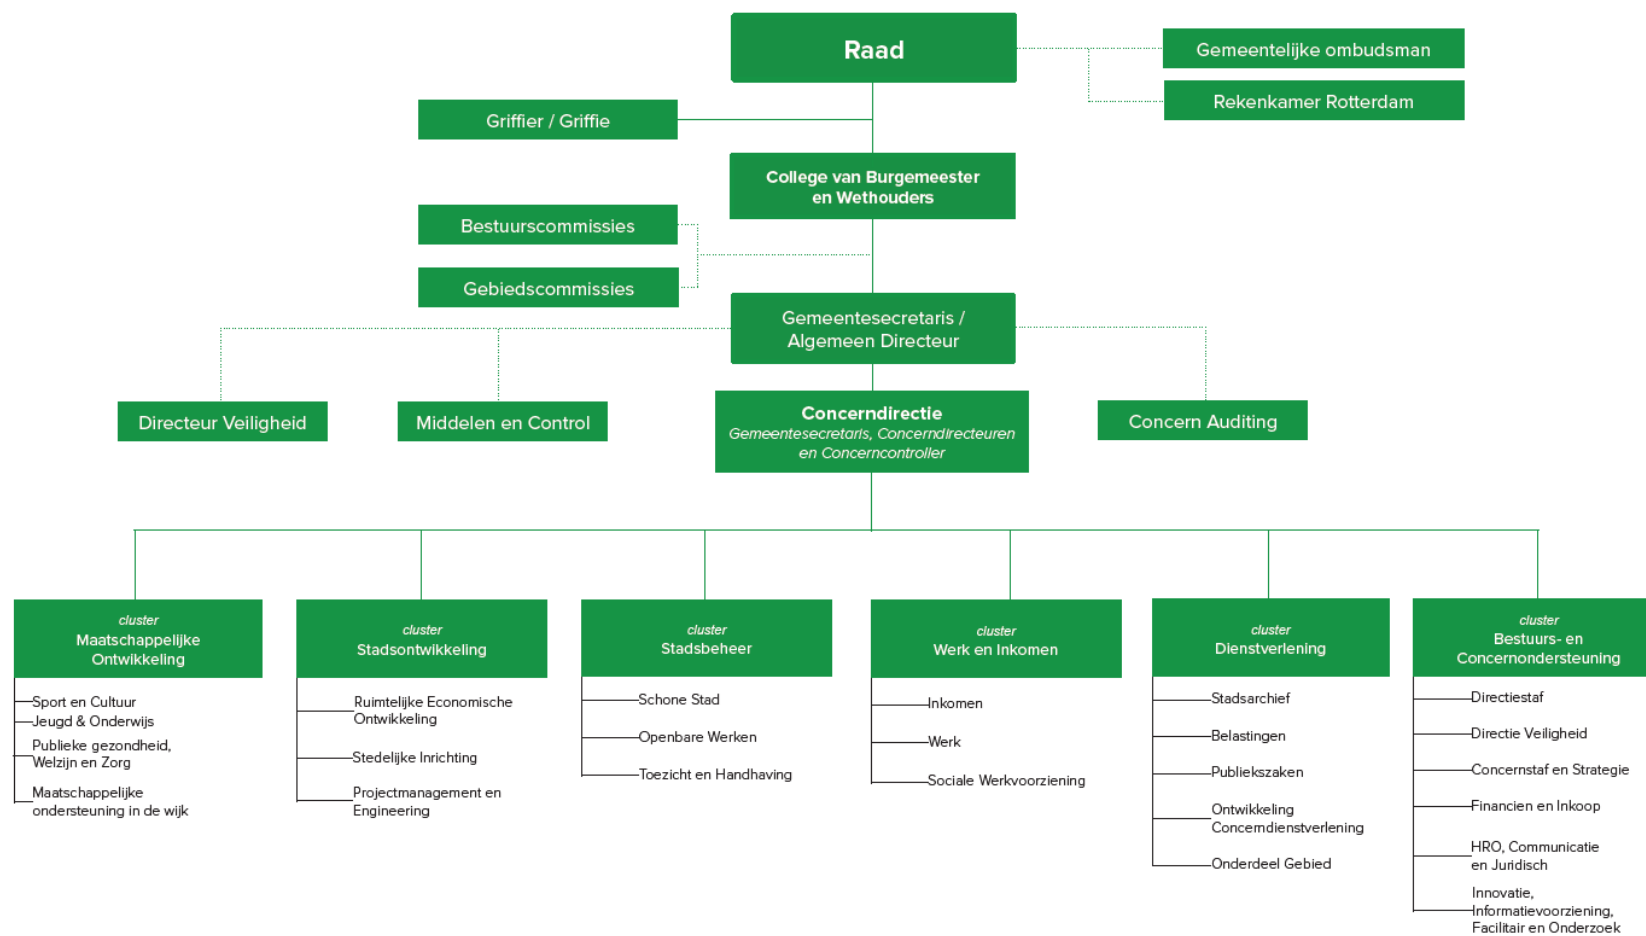 Raad
Gemeentelijke ombudsman
Rekenkamer Rotterdam
Griffier / Griffie
College van Burgemeester
en Wethouders
Bestuurscommissies
Gebiedscommissies
Gemeentesecretaris /
Algemeen Directeur
Directeur Veiligheid
Middelen en Control
Concerndirectie
Gemeentesecretaris, Concerndirecteuren
en Concerncontroller
Concern Auditing
cluster
Maatschappelijke
Ontwikkeling
Sport en Cultuur
Jeugd & Onderwijs
Publieke gezondheid,
Welzijn en Zorg
Maatschappelijke
ondersteuning in de wijk
cluster
Stadsontwikkeling
Ruimtelijke Economische
Ontwikkeling
Stedelijke Inrichting
Projectmanagement en
Engineering
cluster
Stadsbeheer
Schone Stad
Openbare Werken
Toezicht en Handhaving
cluster
Werk en Inkomen
Inkomen
Werk
Sociale Werkvoorziening
cluster
Dienstverlening
Stadsarchief
Belastingen
Publiekszaken
Ontwikkeling
Concerndienstverlening
Onderdeel Gebied
cluster
Bestuurs- en
Concernondersteuning
Directiestaf
Directie Veiligheid
Concernstaf en Strategie
Financien en Inkoop
HRO, Communicatie
en Juridisch
Innovatie,
Informatievoorziening,
Facilitair en Onderzoek